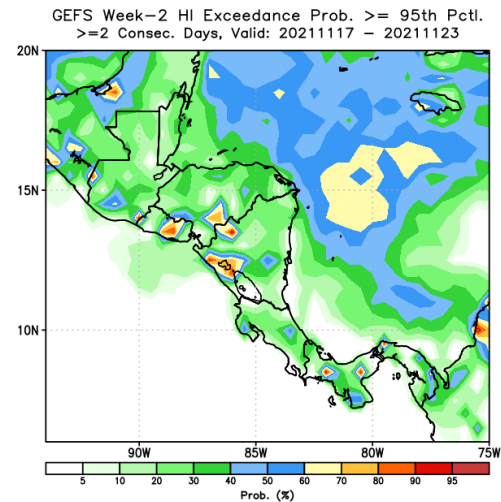 GEFS Week-2 HI Exceedance Prob. >= 95th Pctl.
>=2 Consec. Days, Valid: 20211117 - 20211123
20N
15N
10N
90W 85W 80W 75W
5 10 20 30 40 50 60 70 80 90 95
Prob. (%)